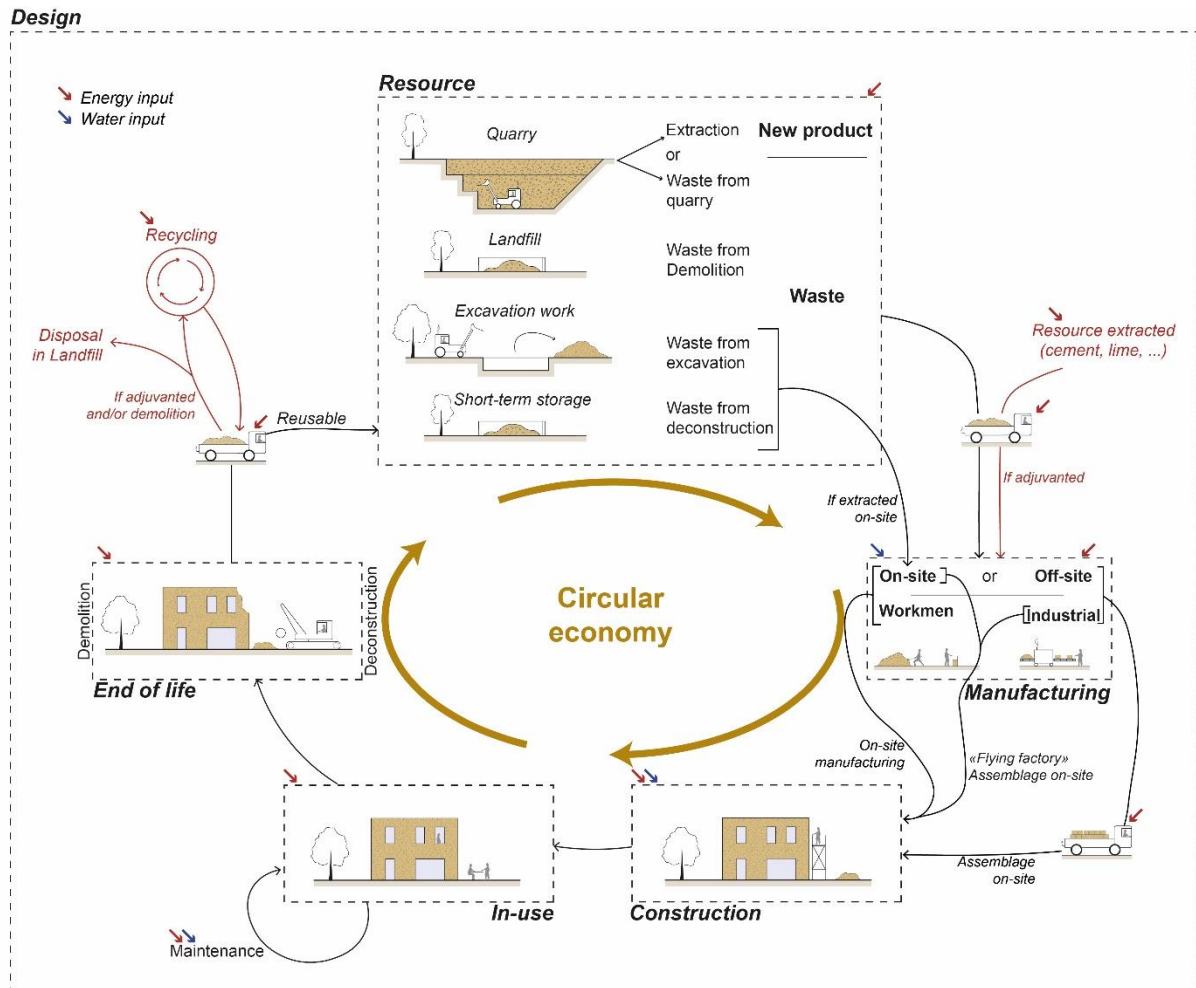 Design
Energy input
Water input
Resource
Quarry
Extraction
or
Waste from
quarry
New product
Landfill
Waste from
Demolition
Waste
Excavation work
Waste from
excavation
Short-term storage
Waste from
deconstruction
Recycling
Disposal
in Landfill
If adjuvanted
and/or demolition
Reusable
Resource extracted
(cement, lime, ...)
If adjuvanted
If extracted
on-site
On-site or Off-site
Workmen
Industrial
Manufacturing
Circular
economy
Demolition
Deconstruction
End of life
On-site
manufacturing
«Flying factory»
Assemblage on-site
Assemblage
on-site
In-use
Construction
Maintenance